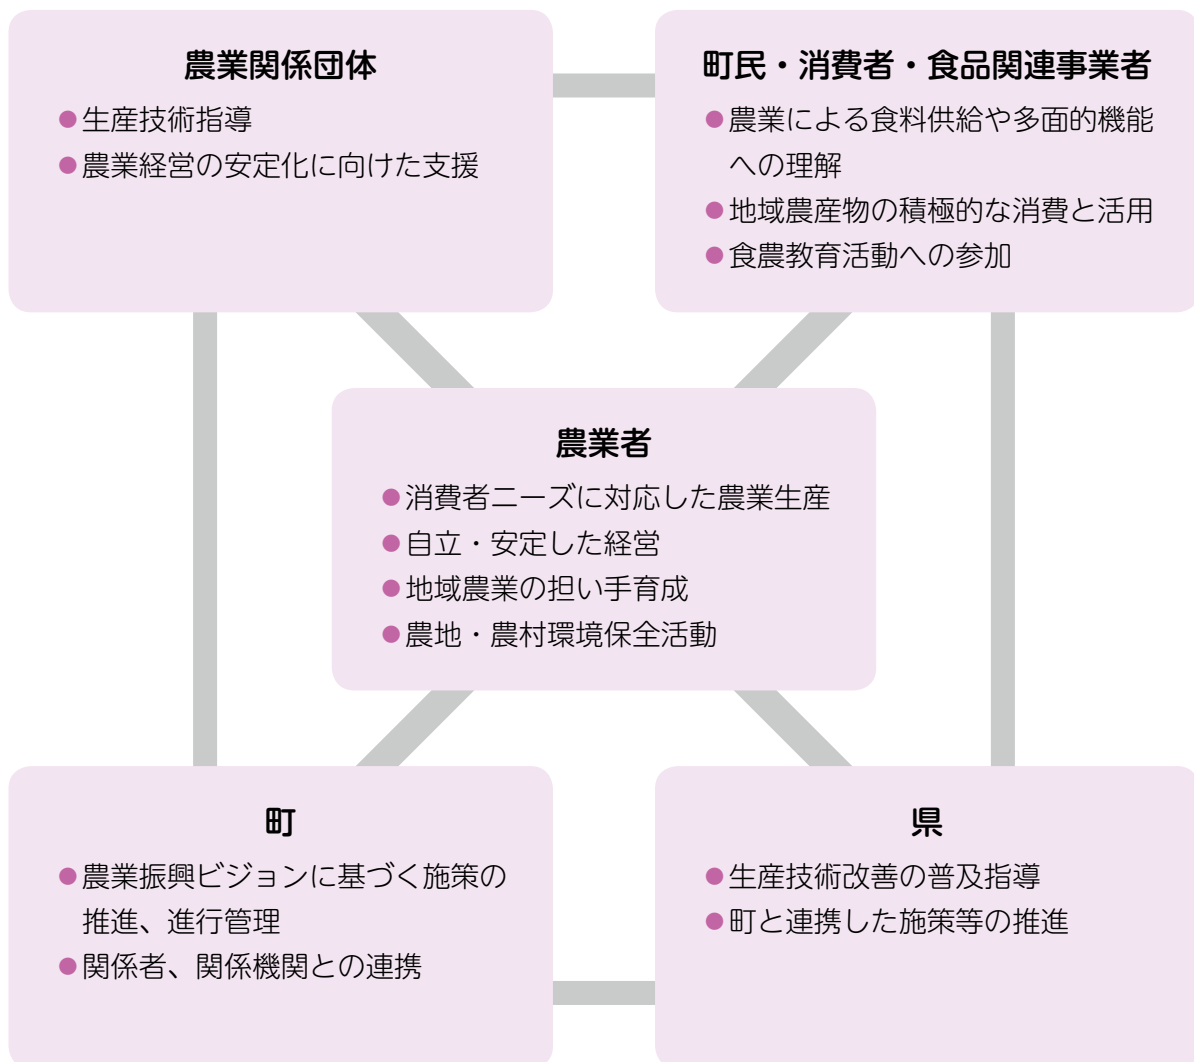 農業関係団体
●生産技術指導
●農業経営の安定化に向けた支援
町民・消費者・食品関連事業者
●農業による食料供給や多面的機能
への理解
●地域農産物の積極的な消費と活用
●食農教育活動への参加
農業者
●消費者ニーズに対応した農業生産
●自立・安定した経営
●地域農業の担い手育成
●農地・農村環境保全活動
町
●農業振興ビジョンに基づく施策の
推進、進行管理
●関係者、関係機関との連携
県
●生産技術改善の普及指導
●町と連携した施策等の推進